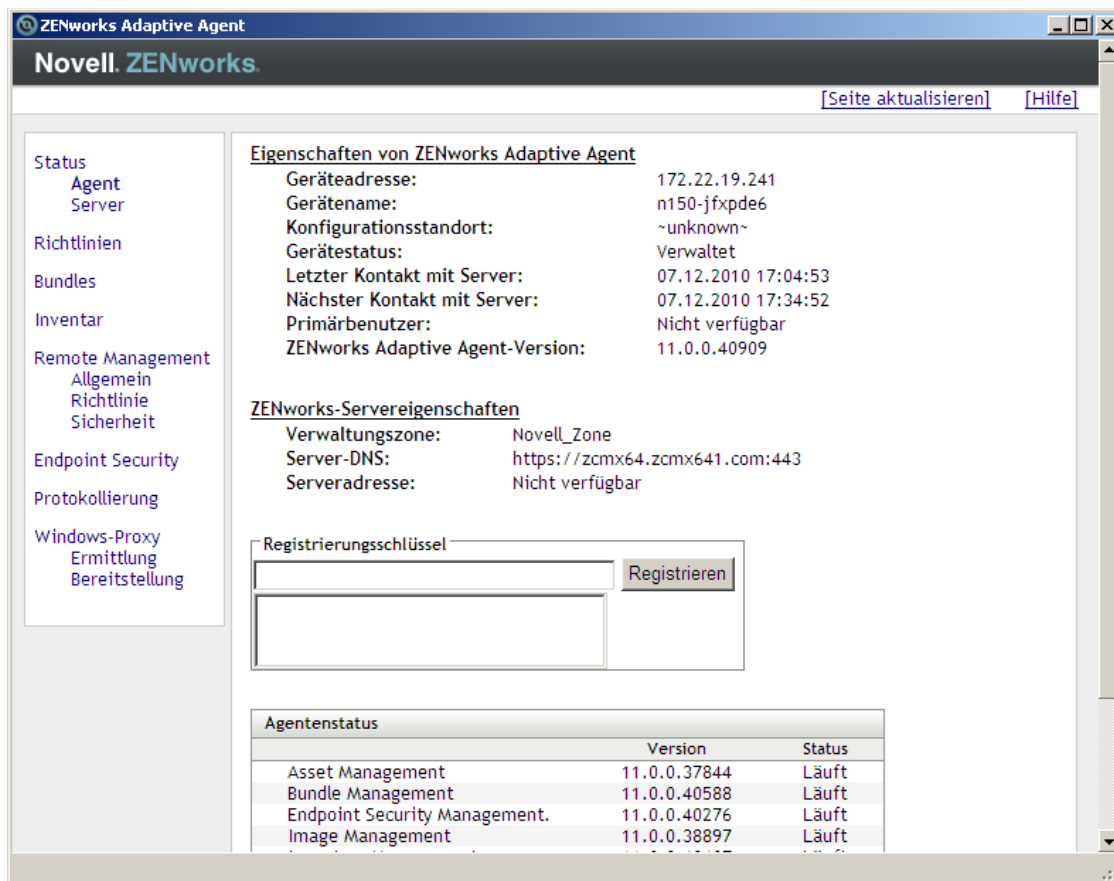 ZENworks Adaptive Agent
Novell. ZENworks.
[Seite aktualisieren] [Hilfe]
Status
Agent
Server
Richtlinien
Bundles
Inventar
Remote Management
Allgemein
Richtlinie
Sicherheit
Endpoint Security
Protokollierung
Windows-Proxy
Ermittlung
Bereitstellung
Eigenschaften von ZENworks Adaptive Agent
Geräteadresse: 172.22.19.241
Gerätename: n150-jfxpde6
Konfigurationsstandort: ~unknown~
Gerätestatus: Verwaltet
Letzter Kontakt mit Server: 07.12.2010 17:04:53
Nächster Kontakt mit Server: 07.12.2010 17:34:52
Primärbenutzer: Nicht verfügbar
ZENworks Adaptive Agent-Version: 11.0.0.40909
ZENworks-Servereigenschaften
Verwaltungszone: Novell_Zone
Server-DNS: https://zcmx64.zcmx641.com:443
Serveradresse: Nicht verfügbar
Registrierungsschlüssel
Registrieren
Agentenstatus
Version Status
Asset Management 11.0.0.37844 Läuft
Bundle Management 11.0.0.40588 Läuft
Endpoint Security Management. 11.0.0.40276 Läuft
Image Management 11.0.0.38897 Läuft